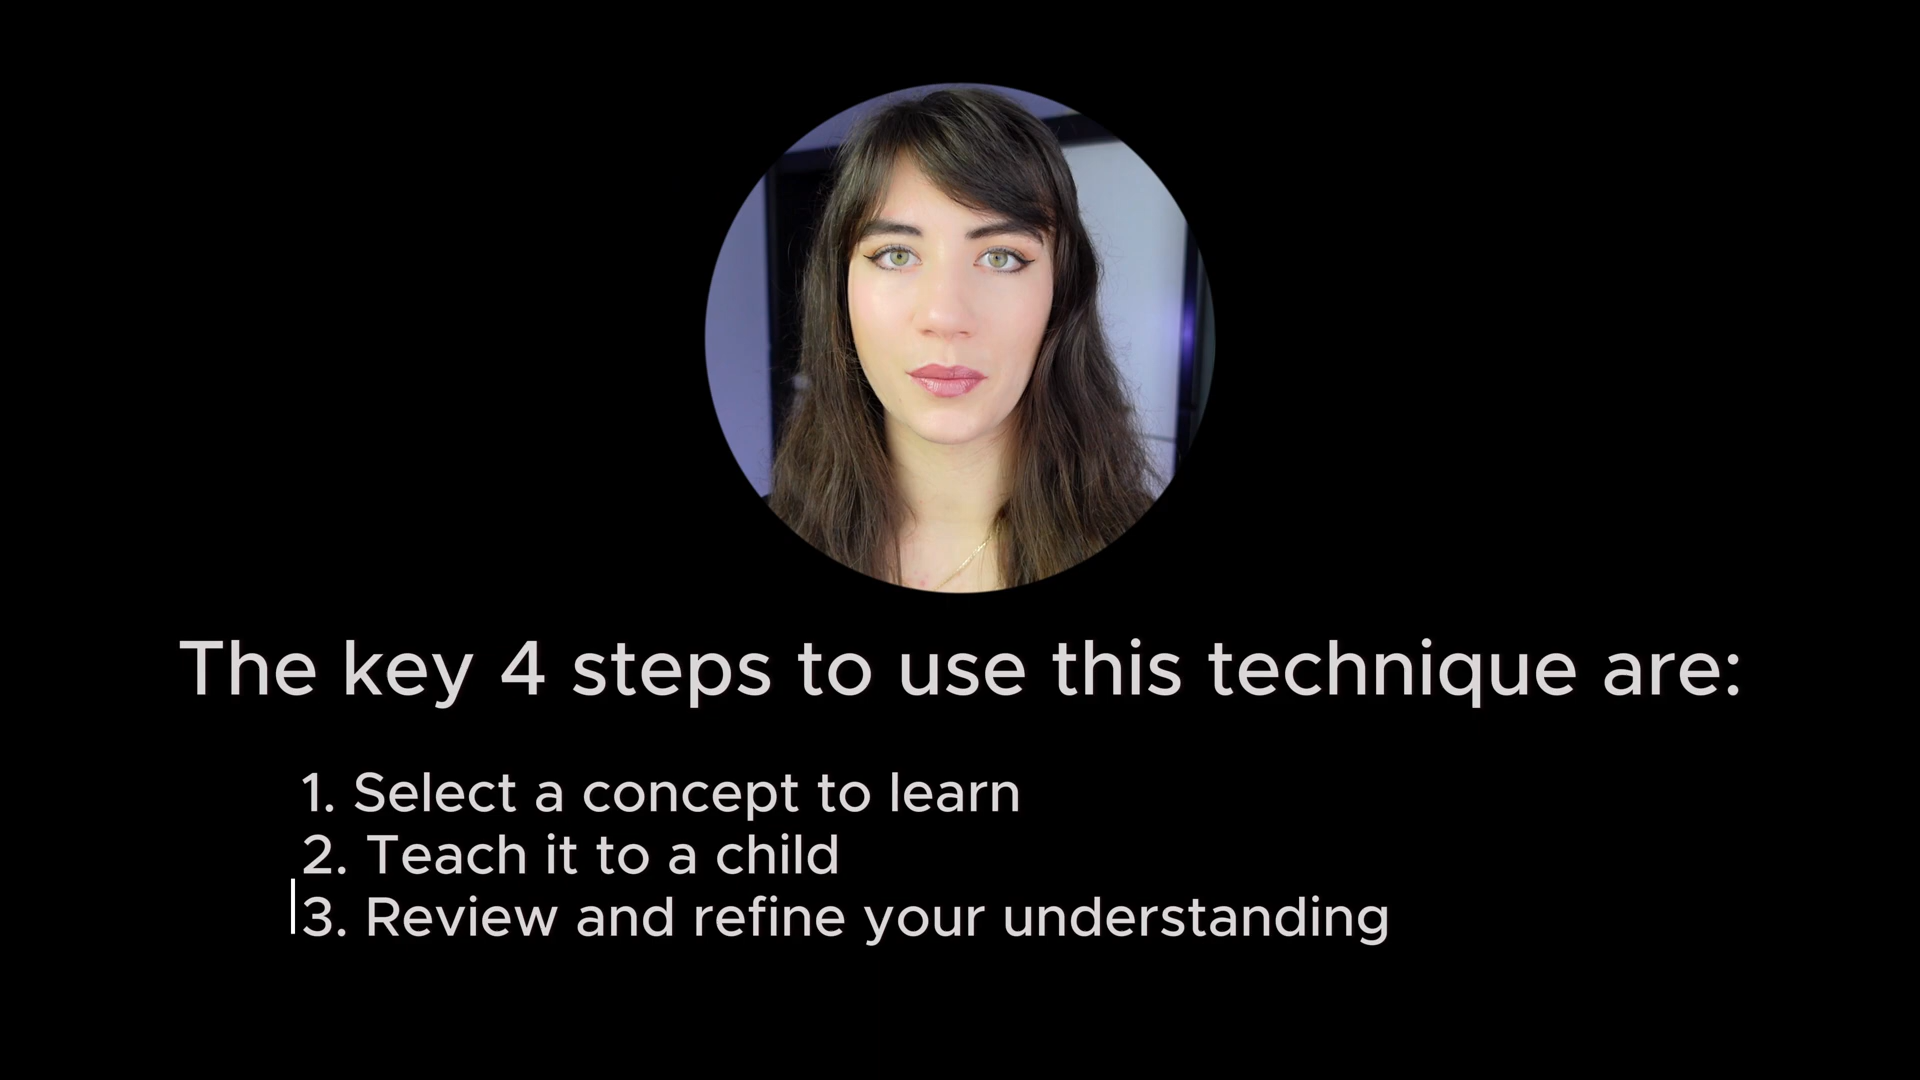 The key 4 steps to use this technique are:
1. Select a concept to learn
2. Teach it to a child
3. Review and refine your understanding